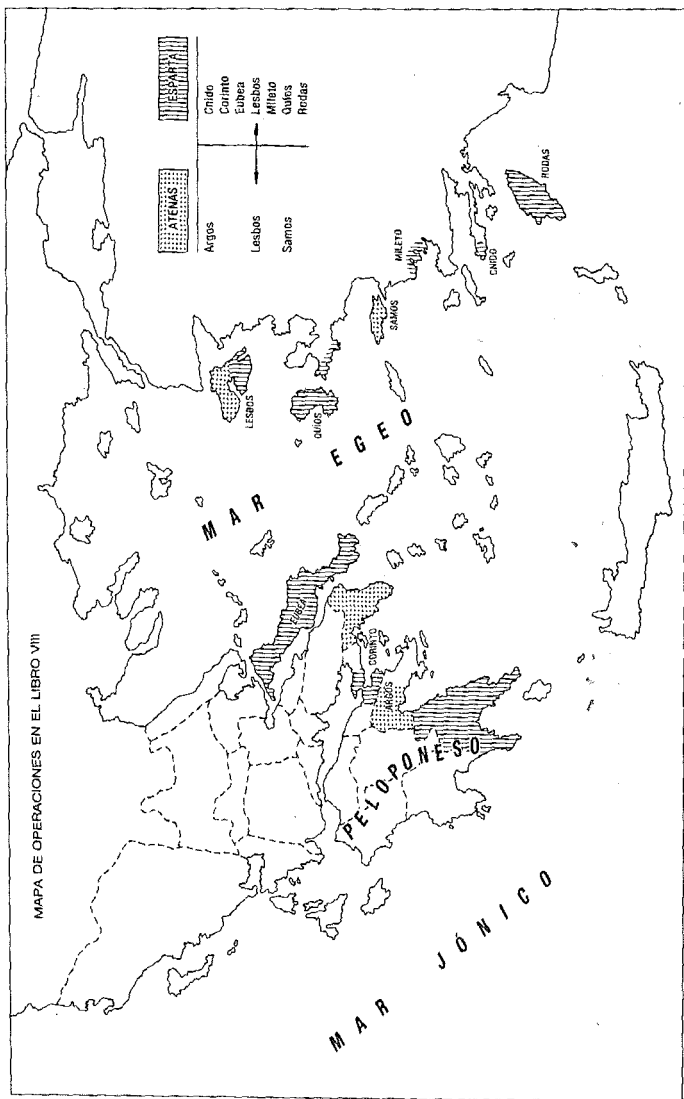 MAPA DE OPERACIONES EN EL LIBRO VIII
ATENAS
Argos
Lesbos
Samos
ESPARTA
Cnido
Corinto
Eubea
Lesbos
Mileto
Quíos
Rodas
LESBOS
QUIOS
SAMOS
MILETO
CNIDO
RODAS
MAR EGEO
EUBEA
CORINTO
ARGOS
PELOPONESO
MAR JÓNICO